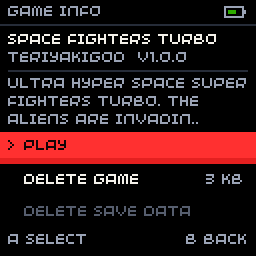 GAME INFO
SPACE FIGHTERS TURBO
TERIYAKIGOD V1.0.0
ULTRA HYPER SPACE SUPER
FIGHTERS TURBO. THE
ALIENS ARE INVADIN..
> PLAY
DELETE GAME 3 KB
DELETE SAVE DATA
A SELECT B BACK